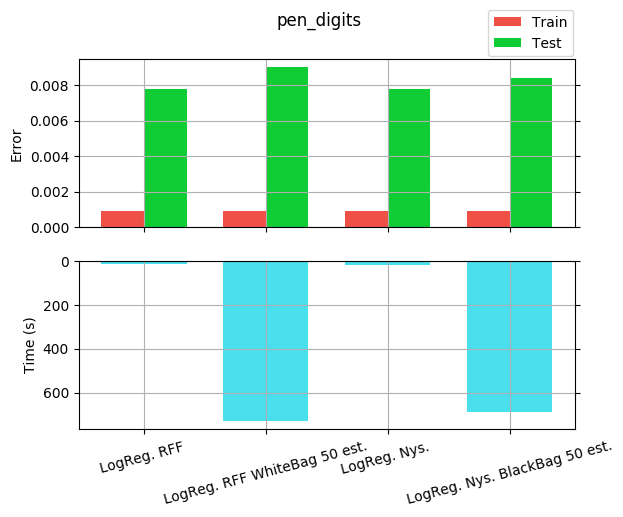 pen_digits
Train
Test
0.008
0.006
0.004
0.002
0.000
Error
0
200
400
600
Time (s)
LogReg. RFF
LogReg. RFF WhiteBag 50 est.
LogReg. Nys.
LogReg. Nys. BlackBag 50 est.